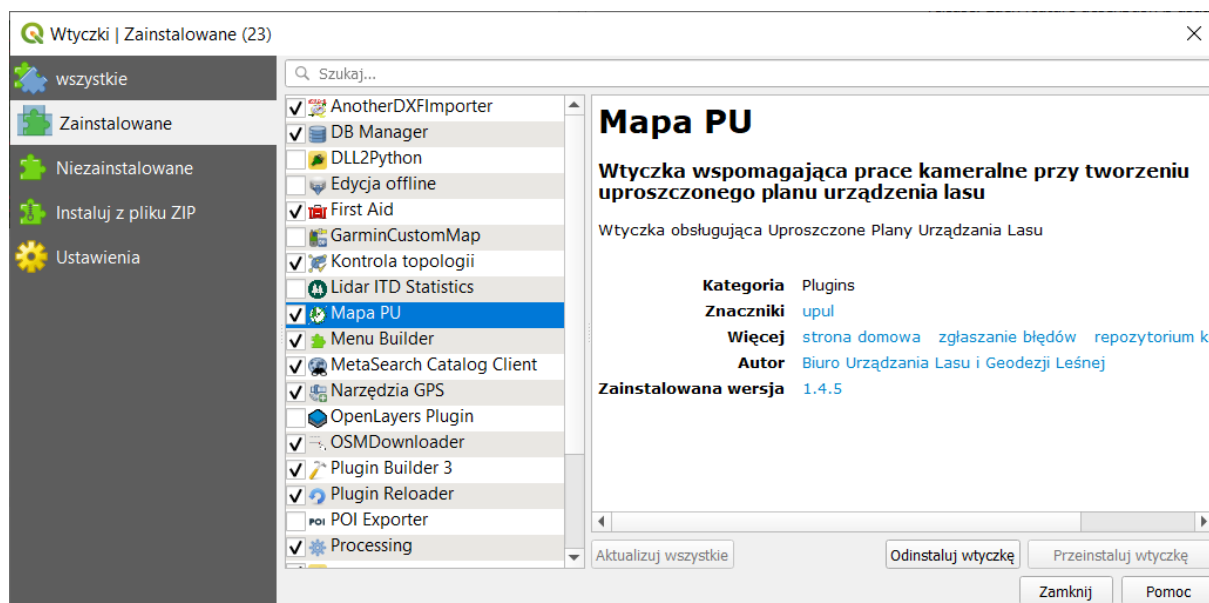 Wtyczki | Zainstalowane (23)
wszystkie
Zainstalowane
Niezainstalowane
Instaluj z pliku ZIP
Ustawienia
Szukaj...
AnotherDXFImporter
DB Manager
DLL2Python
Edycja offline
First Aid
GarminCustomMap
Kontrola topologii
Lidar ITD Statistics
Mapa PU
Menu Builder
MetaSearch Catalog Client
Narzędzia GPS
OpenLayers Plugin
OSMDownloader
Plugin Builder 3
Plugin Reloader
POI POI Exporter
Processing
Mapa PU
Wtyczka wspomagająca prace kameralne przy tworzeniu
uproszczonego planu urządzenia lasu
Wtyczka obsługująca Uproszczone Plany Urządzania Lasu
Kategoria Plugins
Znaczniki upul
Więcej strona domowa zgłaszanie błędów repozytorium k
Autor Biuro Urządzania Lasu i Geodezji Leśnej
Zainstalowana wersja 1.4.5
Aktualizuj wszystkie
Odinstaluj wtyczkę
Przeinstaluj wtyczkę
Zamknij
Pomoc